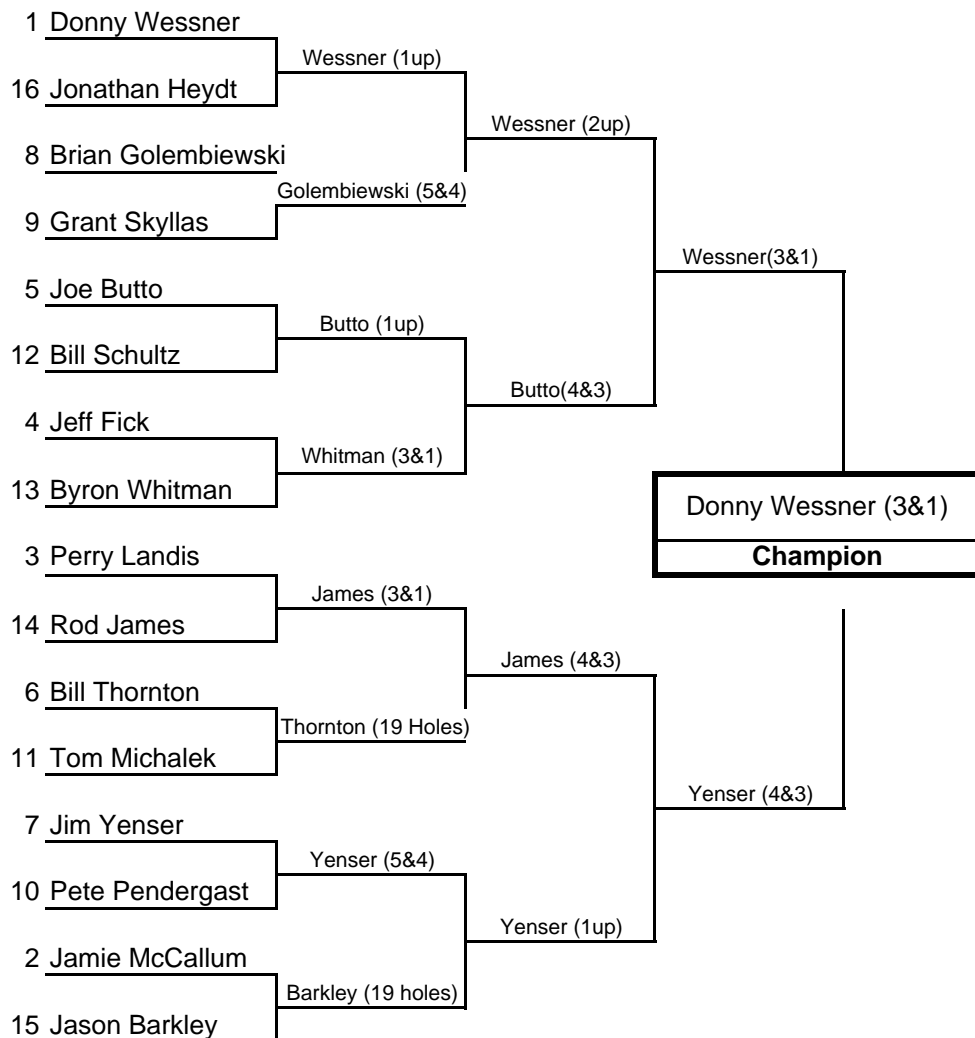 1 Donny Wessner
Wessner (1up)
16 Jonathan Heydt
Wessner (2up)
8 Brian Golembiewski
Golembiewski (5&4)
9 Grant Skyllas
Wessner(3&1)
5 Joe Butto
Butto (1up)
12 Bill Schultz
Butto(4&3)
4 Jeff Fick
Whitman (3&1)
13 Byron Whitman
Donny Wessner (3&1)
Champion
3 Perry Landis
James (3&1)
14 Rod James
James (4&3)
6 Bill Thornton
Thornton (19 Holes)
11 Tom Michalek
Yenser (4&3)
7 Jim Yenser
Yenser (5&4)
10 Pete Pendergast
Yenser (1up)
2 Jamie McCallum
Barkley (19 holes)
15 Jason Barkley